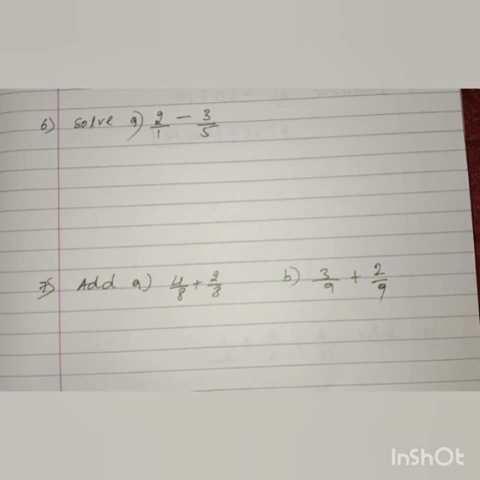 6) Solve a) 2/1 - 3/5
7) Add a) 4/8 + 2/8 b) 3/9 + 2/9
InShOt